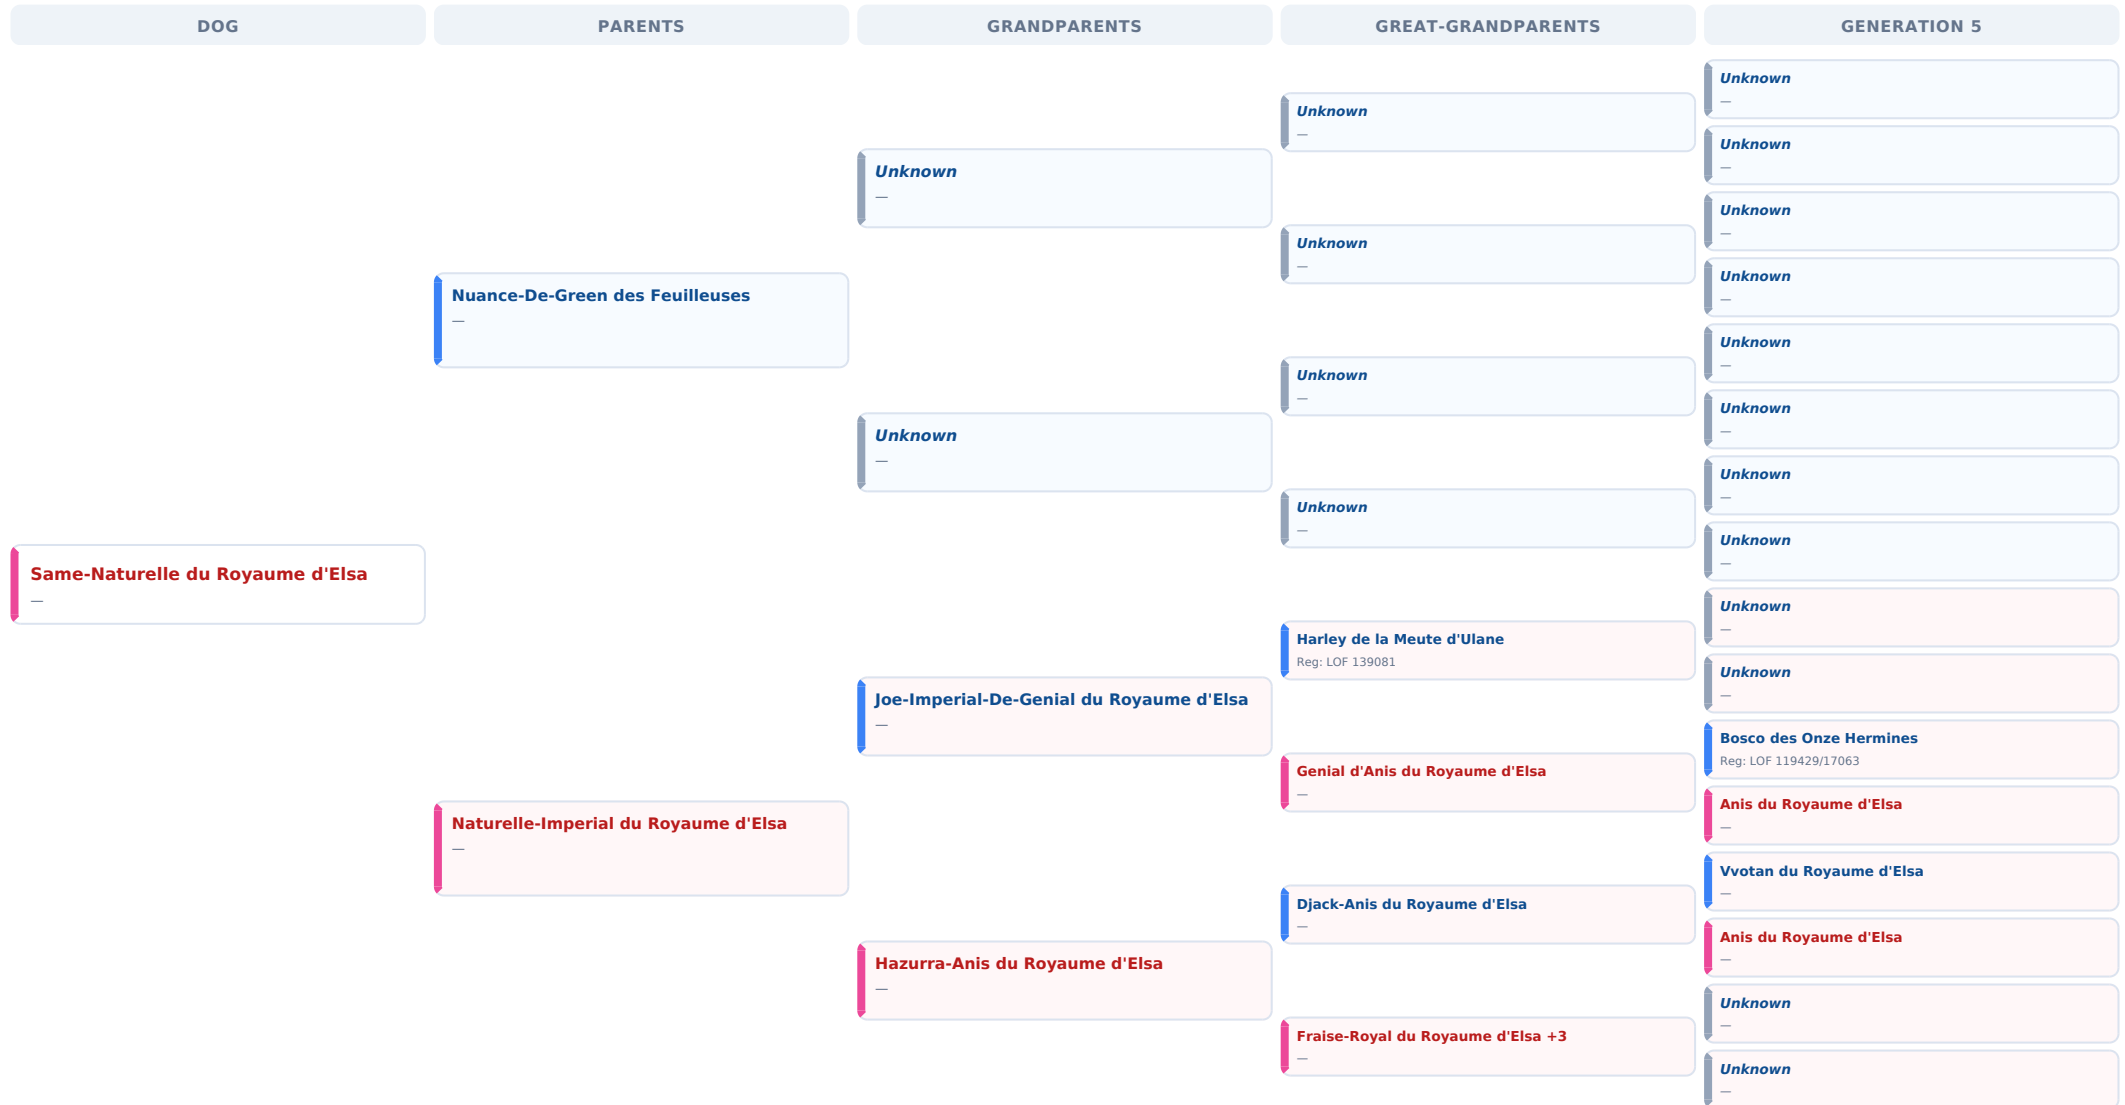 DOG
PARENTS
GRANDPARENTS
GREAT-GRANDPARENTS
GENERATION 5
Same-Naturelle du Royaume d'Elsa
—
Nuance-De-Green des Feuilleuses
—
Naturelle-Imperial du Royaume d'Elsa
—
Unknown
—
Unknown
—
Joe-Imperial-De-Genial du Royaume d'Elsa
—
Hazurra-Anis du Royaume d'Elsa
—
Unknown
—
Unknown
—
Unknown
—
Unknown
—
Harley de la Meute d'Ulane
Reg: LOF 139081
Genial d'Anis du Royaume d'Elsa
—
Djack-Anis du Royaume d'Elsa
—
Fraise-Royal du Royaume d'Elsa +3
—
Unknown
—
Unknown
—
Unknown
—
Unknown
—
Unknown
—
Unknown
—
Unknown
—
Unknown
—
Unknown
—
Unknown
—
Bosco des Onze Hermines
Reg: LOF 119429/17063
Anis du Royaume d'Elsa
—
Vvotan du Royaume d'Elsa
—
Anis du Royaume d'Elsa
—
Unknown
—
Unknown
—